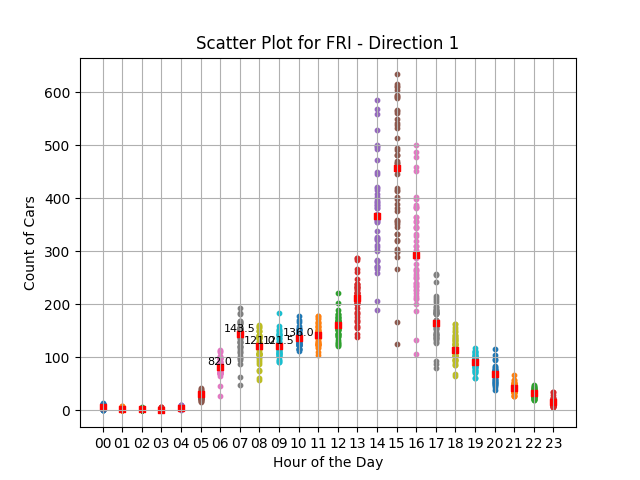 Scatter Plot for FRI - Direction 1
Count of Cars
600
500
400
300
200
100
0
143.5
136.0
82.0
00 01 02 03 04 05 06 07 08 09 10 11 12 13 14 15 16 17 18 19 20 21 22 23
Hour of the Day